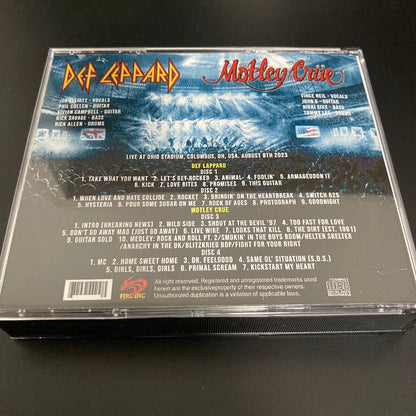 DEF LEPPARD
Mötley Crüe
JOE ELLIOTT - VOCALS
PHIL COLLEN - GUITAR
VIVIAN CAMPBELL - GUITAR
RICK SAVAGE - BASS
RICK ALLEN - DRUMS
VINCE NEIL - VOCALS
JOHN 5 - GUITAR
NIKKI SIXX - BASS
TOMMY LEE - DRUMS
LIVE AT OHIO STADIUM, COLUMBUS, OH, USA. AUGUST 8TH 2023
DEF LAPPARD
DISC 1
1. TAKE WHAT YOU WANT 2. LET'S GET ROCKED 3. ANIMAL 4. FOOLIN' 5. ARMAGEDDON IT
6. KICK 7. LOVE BITES 8. PROMISES 9. THIS GUITAR
DISC 2
1. WHEN LOVE AND HATE COLLIDE 2. ROCKET 3. BRINGIN' ON THE HEARTBREAK 4. SWITCH 625
5. HYSTERIA 6. POUR SOME SUGAR ON ME 7. ROCK OF AGES 8. PHOTOGRAPH 9. GOODNIGHT
MOTLEY CRUE
DISC 3
1. INTRO (BREAKING NEWS) 2. WILD SIDE 3. SHOUT AT THE DEVIL '97 4. TOO FAST FOR LOVE
5. DON'T GO AWAY MAD (JUST GO AWAY) 6. LIVE WIRE 7. LOOKS THAT KILL 8. THE DIRT (EST. 1981)
9. GUITAR SOLO 10. MEDLEY: ROCK AND ROLL PT. 2/SMOKIN' IN THE BOYS ROOM/HELTER SKELTER
/ANARCHY IN THE UK/BLITZKRIEG BOP/FIGHT FOR YOUR RIGHT
DISC 4
1. MC 2. HOME SWEET HOME 3. DR. FEELGOOD 4. SAME OL' SITUATION (S.O.S.)
5. GIRLS, GIRLS, GIRLS 6. PRIMAL SCREAM 7. KICKSTART MY HEART
All right reserved. Registered and unregistered trademarks used
herein are the exclusiveproperty of their respective owners,
Unauthorized duplication is a velation of applicable laws.
COMPACT
disc